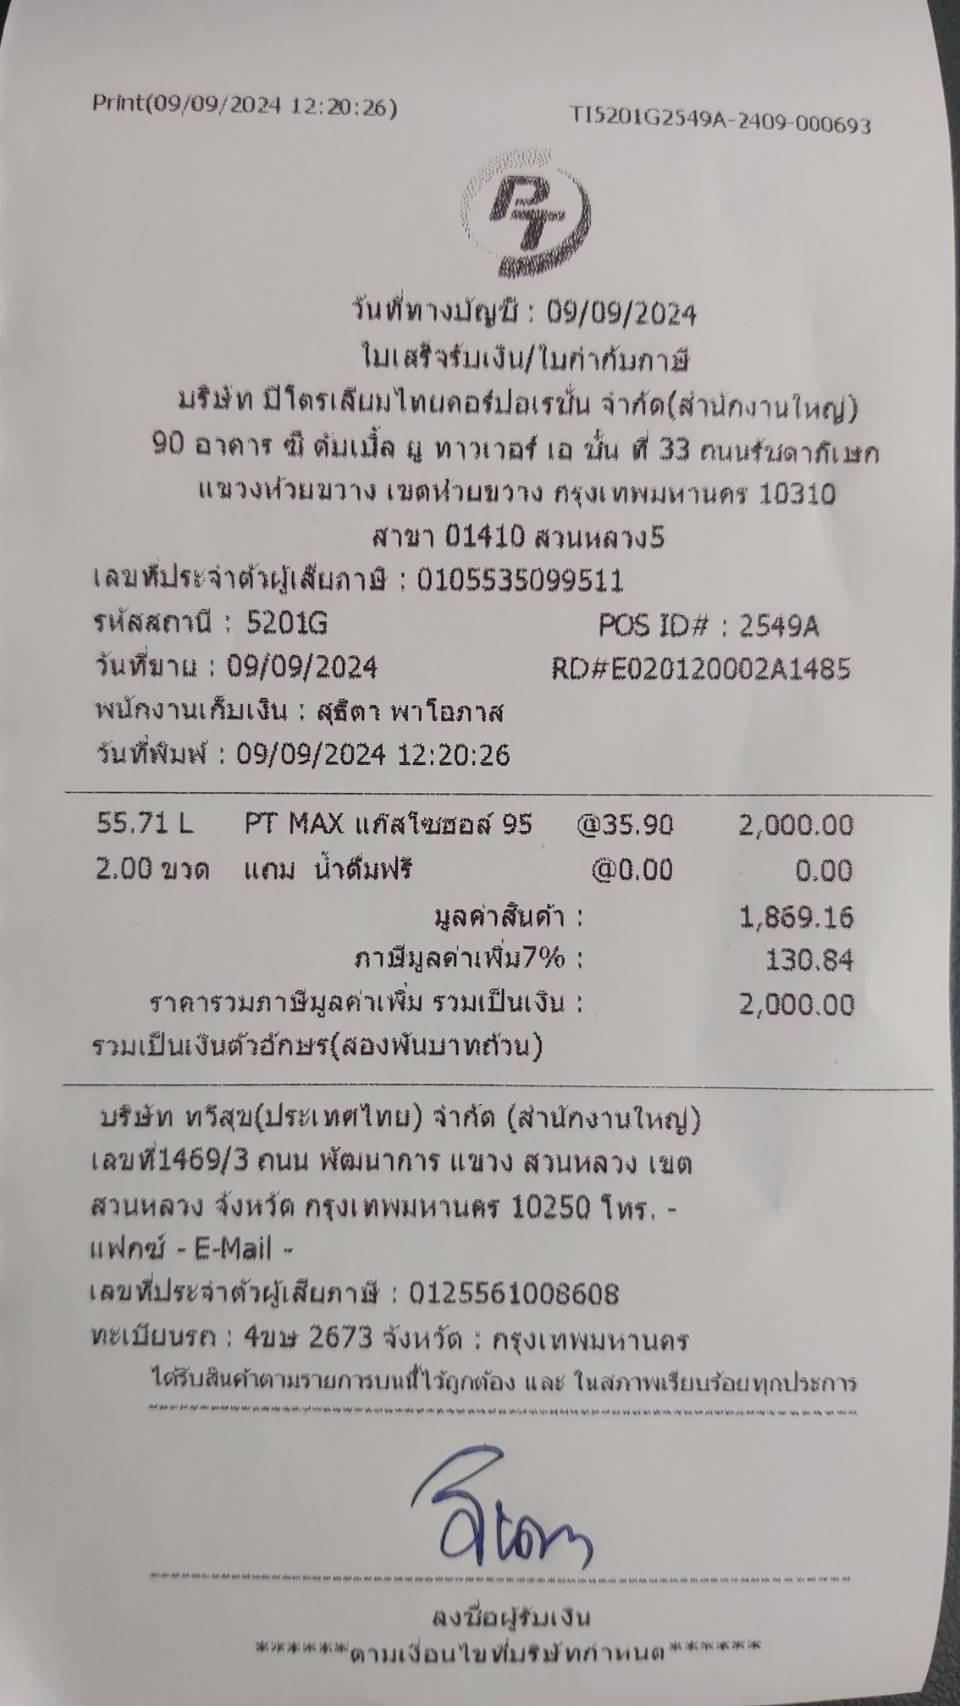 Print(09/09/2024 12:20:26) TI5201G2549A-2409-000693
PT
วันที่ทางบัญชี : 09/09/2024
ใบเสร็จรับเงิน/ใบกำกับภาษี
บริษัท ปิโตรเลียมไทยคอร์ปอเรชั่น จำกัด(สำนักงานใหญ่)
90 อาคาร ซี ดับเบิ้ล ยู ทาวเวอร์ เอ ชั้น ที่ 33 ถนนรัชดาภิเษก
แขวงห้วยขวาง เขตห้วยขวาง กรุงเทพมหานคร 10310
สาขา 01410 สวนหลวง5
เลขที่ประจำตัวผู้เสียภาษี : 0105535099511
รหัสสถานี : 5201G POS ID# : 2549A
วันที่ขาย : 09/09/2024 RD#E020120002A1485
พนักงานเก็บเงิน : สุธิตา พาโอภาส
วันที่พิมพ์ : 09/09/2024 12:20:26
55.71 L PT MAX แก๊สโซฮอล์ 95 @35.90 2,000.00
2.00 ขวด แถม น้ำดื่มฟรี @0.00 0.00
มูลค่าสินค้า : 1,869.16
ภาษีมูลค่าเพิ่ม7% : 130.84
ราคารวมภาษีมูลค่าเพิ่ม รวมเป็นเงิน : 2,000.00
รวมเป็นเงินตัวอักษร(สองพันบาทถ้วน)
บริษัท ทวีสุข(ประเทศไทย) จำกัด (สำนักงานใหญ่)
เลขที่1469/3 ถนน พัฒนาการ แขวง สวนหลวง เขต
สวนหลวง จังหวัด กรุงเทพมหานคร 10250 โทร. -
แฟกซ์ - E-Mail -
เลขที่ประจำตัวผู้เสียภาษี : 0125561008608
ทะเบียนรถ : 4ขษ 2673 จังหวัด : กรุงเทพมหานคร
ได้รับสินค้าตามรายการบนนี้ไว้ถูกต้อง และ ในสภาพเรียบร้อยทุกประการ
ลงชื่อผู้รับเงิน
******ตามเงื่อนไขที่บริษัทกำหนด******